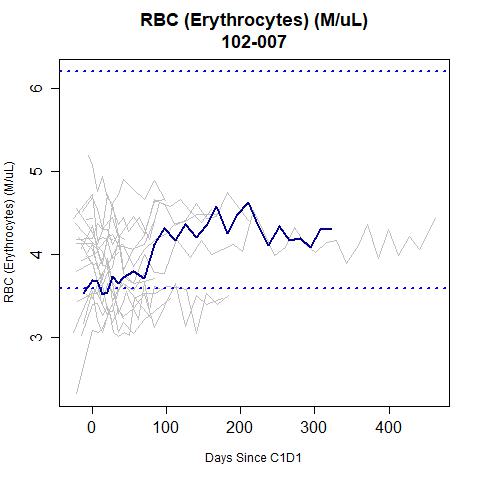 RBC (Erythrocytes) (M/uL)
102-007
RBC (Erythrocytes) (M/uL)
6
5
4
3
0 100 200 300 400
Days Since C1D1